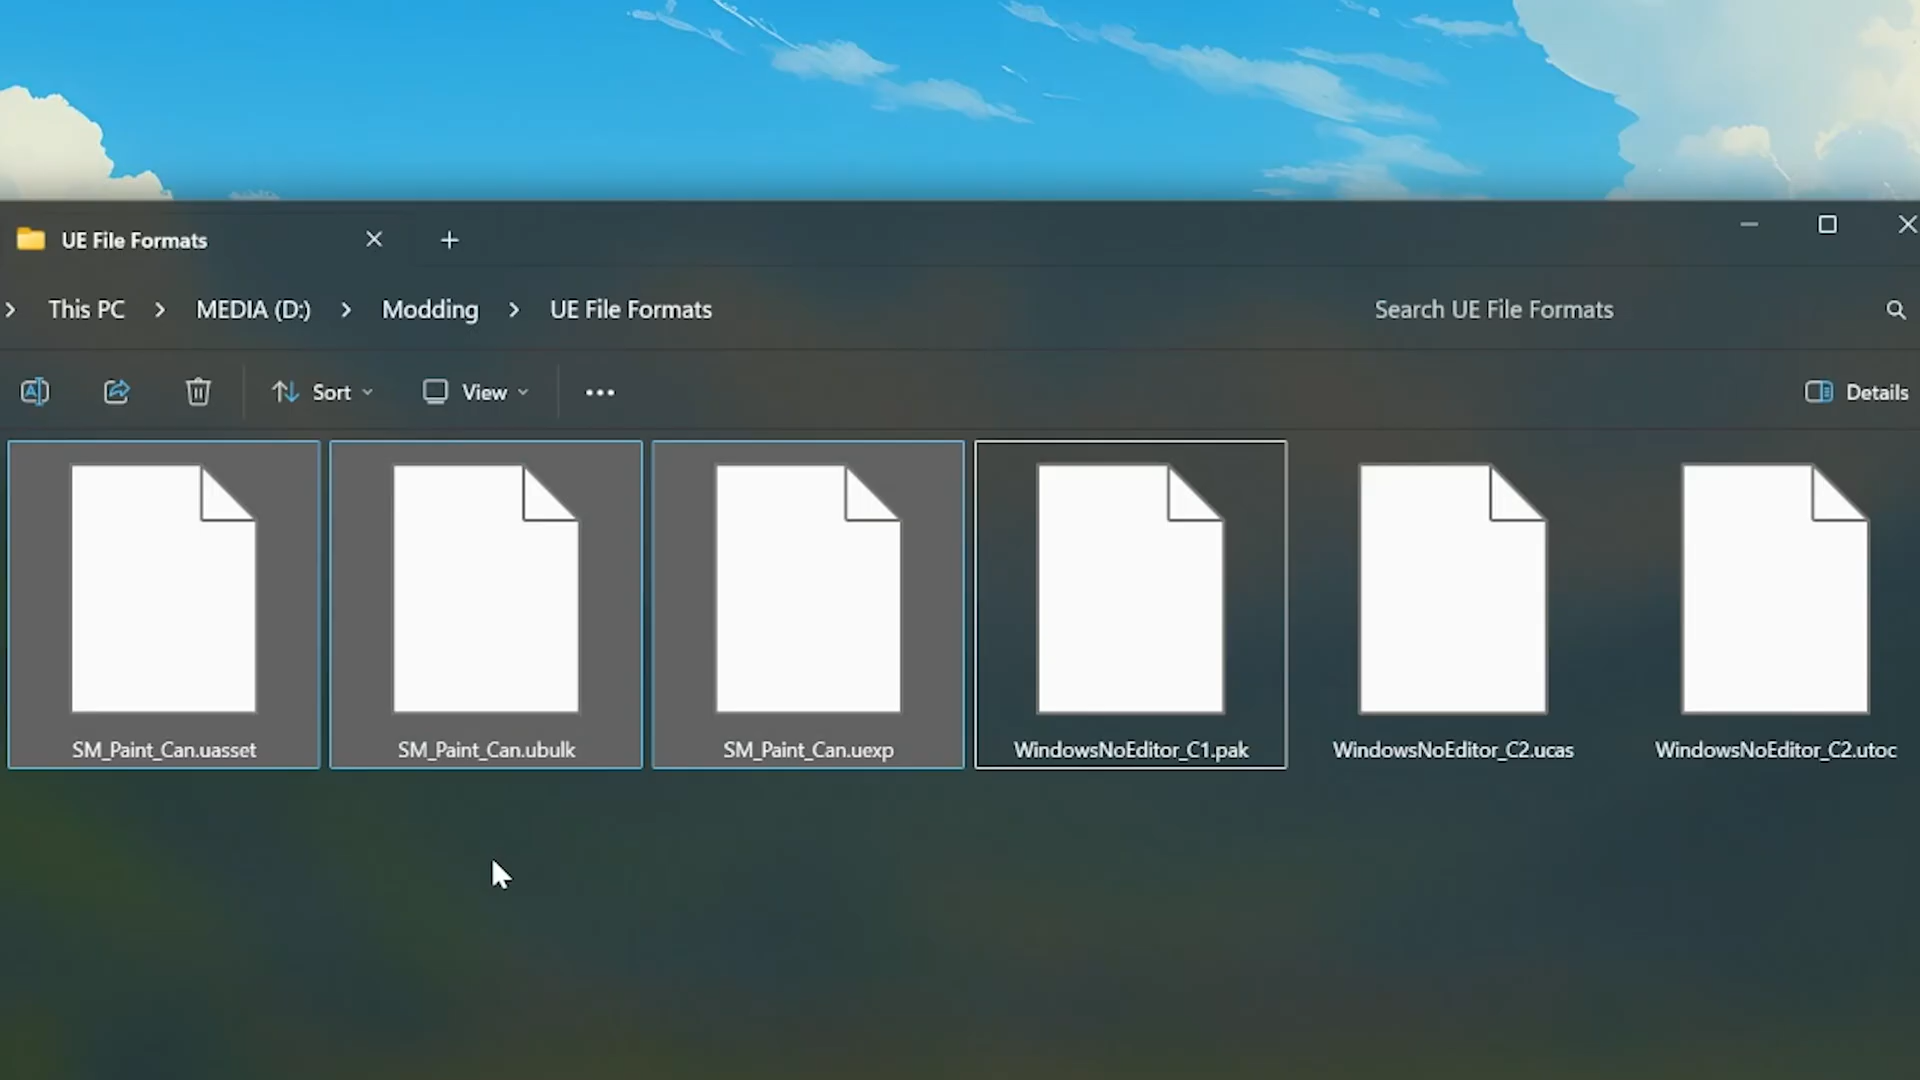 UE File Formats
This PC > MEDIA (D:) > Modding > UE File Formats
Search UE File Formats
Sort
View
Details
SM_Paint_Can.uasset
SM_Paint_Can.ubulk
SM_Paint_Can.uexp
WindowsNoEditor_C1.pak
WindowsNoEditor_C2.ucas
WindowsNoEditor_C2.utoc